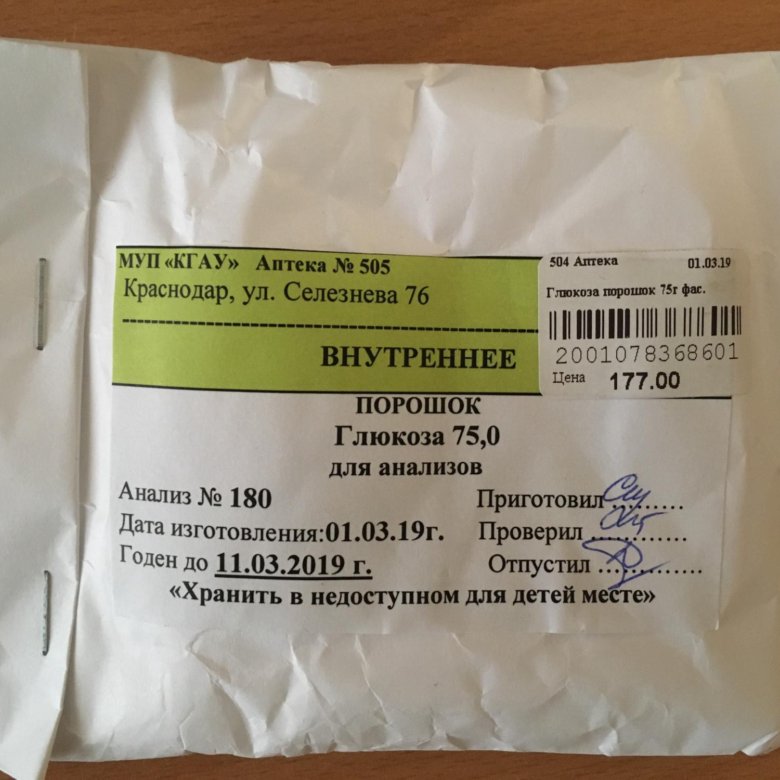 МУП «КГАУ» Аптека № 505
Краснодар, ул. Селезнева 76
ВНУТРЕННЕЕ
504 Аптека 01.03.19
Глюкоза порошок 75г фас.
2001078368601
Цена 177.00
ПОРОШОК
Глюкоза 75,0
для анализов
Анализ № 180
Дата изготовления:01.03.19г.
Годен до 11.03.2019 г.
Приготовил.........
Проверил ............
Отпустил ..............
«Хранить в недоступном для детей месте»